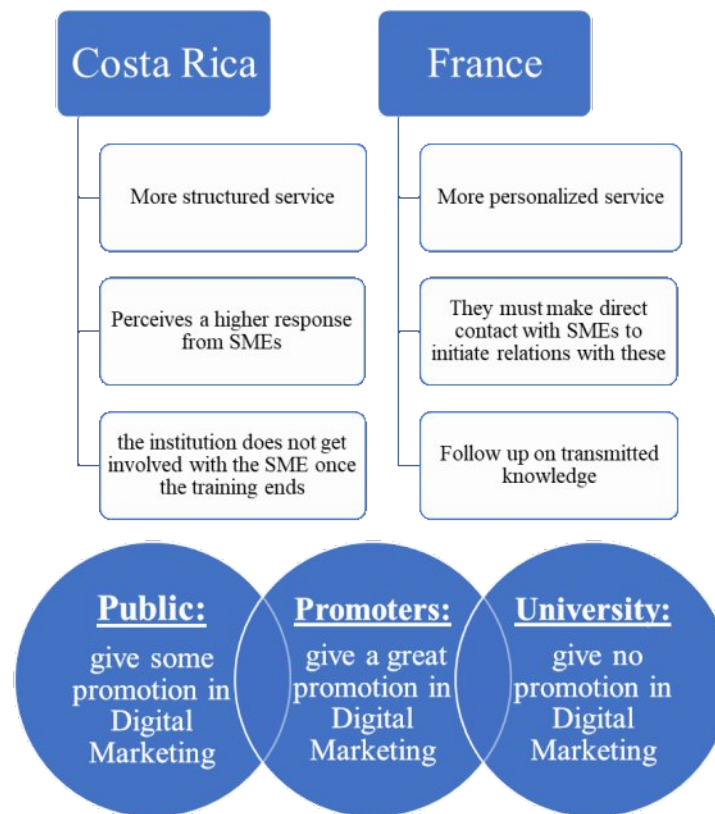 Costa Rica
More structured service
Perceives a higher response
from SMEs
the institution does not get
involved with the SME once
the training ends
France
More personalized service
They must make direct
contact with SMEs to
initiate relations with these
Follow up on transmitted
knowledge
Public:
give some
promotion in
Digital
Marketing
Promoters:
give a great
promotion in
Digital
Marketing
University:
give no
promotion in
Digital
Marketing